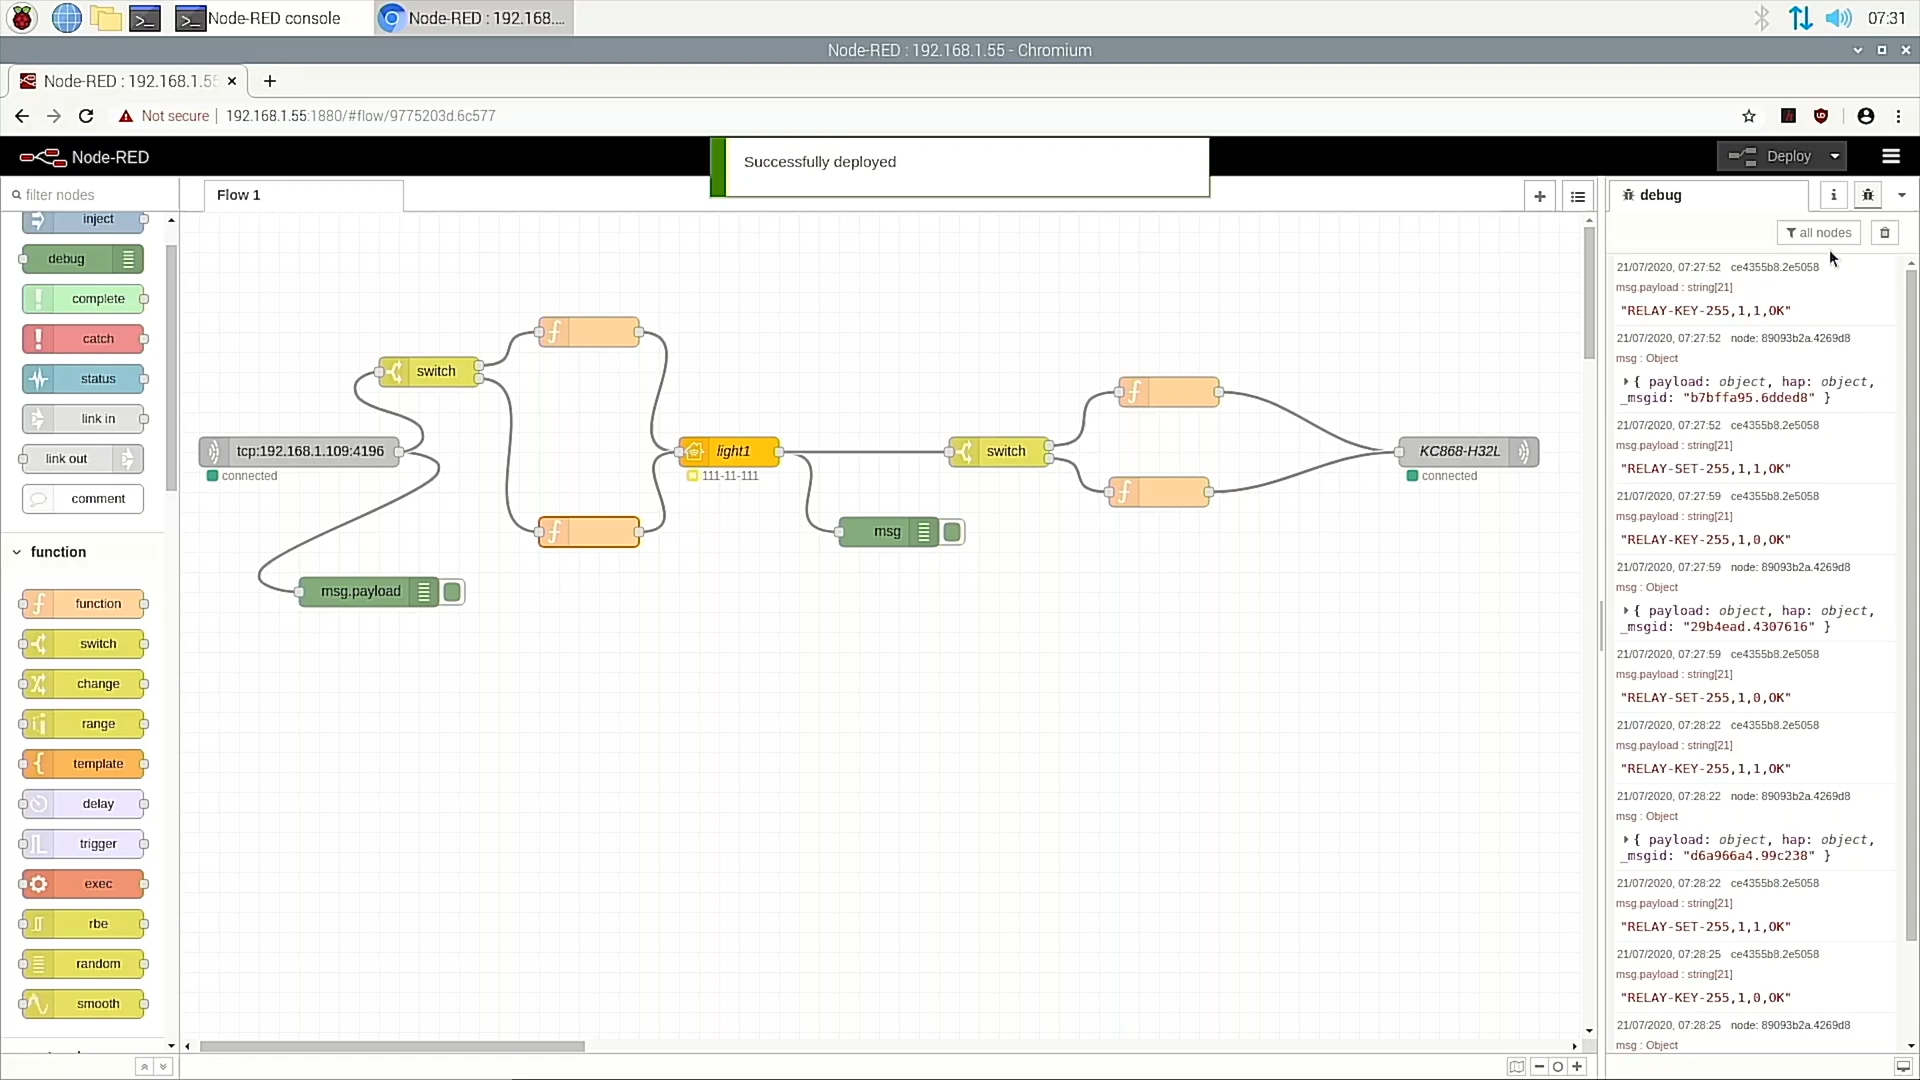 Node-RED console
Node-RED : 192.168....
07:31
Node-RED : 192.168.1.55 - Chromium
Node-RED : 192.168.1.55
Not secure
192.168.1.55:1880/#flow/9775203d.6c577
Node-RED
Successfully deployed
Deploy
filter nodes
Flow 1
debug
all nodes
inject
debug
complete
catch
status
link in
link out
comment
function
function
switch
change
range
template
delay
trigger
exec
rbe
random
smooth
switch
tcp:192.168.1.109:4196
connected
msg.payload
light1
111-11-111
msg
switch
KC868-H32L
connected
21/07/2020, 07:27:52 ce4355b8.2e5058
msg.payload : string[21]
"RELAY-KEY-255,1,1,OK"
21/07/2020, 07:27:52 node: 89093b2a.4269d8
msg : Object
{ payload: object, hap: object,
_msgid: "b7bffa95.6dded8" }
21/07/2020, 07:27:52 ce4355b8.2e5058
msg.payload : string[21]
"RELAY-SET-255,1,1,OK"
21/07/2020, 07:27:59 ce4355b8.2e5058
msg.payload : string[21]
"RELAY-KEY-255,1,0,OK"
21/07/2020, 07:27:59 node: 89093b2a.4269d8
msg : Object
{ payload: object, hap: object,
_msgid: "29b4ead.4307616" }
21/07/2020, 07:27:59 ce4355b8.2e5058
msg.payload : string[21]
"RELAY-SET-255,1,0,OK"
21/07/2020, 07:28:22 ce4355b8.2e5058
msg.payload : string[21]
"RELAY-KEY-255,1,1,OK"
21/07/2020, 07:28:22 node: 89093b2a.4269d8
msg : Object
{ payload: object, hap: object,
_msgid: "d6a966a4.99c238" }
21/07/2020, 07:28:22 ce4355b8.2e5058
msg.payload : string[21]
"RELAY-SET-255,1,1,OK"
21/07/2020, 07:28:25 ce4355b8.2e5058
msg.payload : string[21]
"RELAY-KEY-255,1,0,OK"
21/07/2020, 07:28:25 node: 89093b2a.4269d8
msg : Object